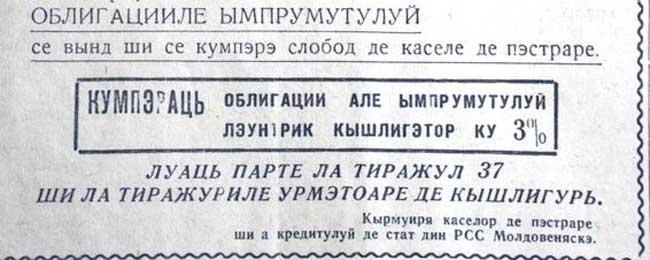 ОБЛИГАЦИИЛЕ ЫМПРУМУТУЛУЙ
се вынд ши се кумпэрэ слобод де каселе де пэстраре.
КУМПЭРАЦЬ ОБЛИГАЦИИ АЛЕ ЫМПРУМУТУЛУЙ
ЛЭУНТРИК КЫШЛИГЭТОР КУ 3%
ЛУАЦЬ ПАРТЕ ЛА ТИРАЖУЛ 37
ШИ ЛА ТИРАЖУРИЛЕ УРМЭТОАРЕ ДЕ КЫШЛИГУРЬ.
Кырмуиря каселор де пэстраре
ши а кредитулуй де стат дин РСС Молдовеняскэ.